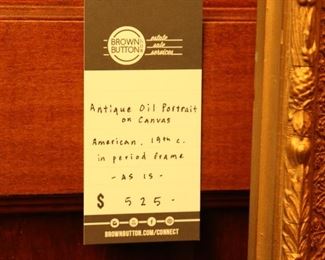 BROWN
BUTTON
estate
sale
services
Antique Oil Portrait
on Canvas
American, 19th c.
in period frame
- AS IS -
$ 525-
BROWNBUTTON.COM/CONNECT